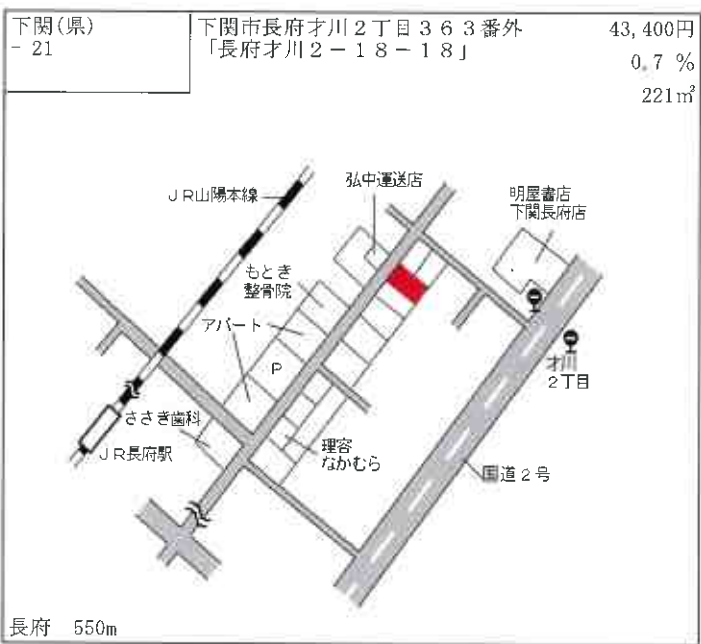 下関(県)
- 21
下関市長府才川2丁目363番外
「長府才川2-18-18」
43,400円
0.7 %
221㎡
JR山陽本線
弘中運送店
明屋書店
下関長府店
もとぎ
整骨院
アパート
P
才川
2丁目
ささき歯科
JR長府駅
理容
なかむら
国道2号
長府 550m